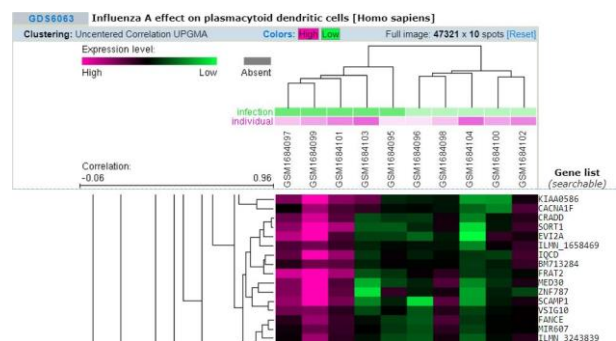 GDS6063 Influenza A effect on plasmacytoid dendritic cells [Homo sapiens]
Clustering: Uncentered Correlation UPGMA Colors: High Low Full image: 47321 x 10 spots [Reset]
Expression level:
High Low Absent
infection
individual
GSM1684097
GSM1684099
GSM1684101
GSM1684103
GSM1684095
GSM1684096
GSM1684098
GSM1684104
GSM1684100
GSM1684102
Correlation:
-0.06 0.96
Gene list
(searchable)
KIAA0586
CACNA1F
CRADD
SORT1
EVI2A
ILMN_1658469
IQCD
BM713284
FRAT2
MED30
ZNF787
SCAMP1
VSIG10
FANCE
MIR607
ILMN_3243839